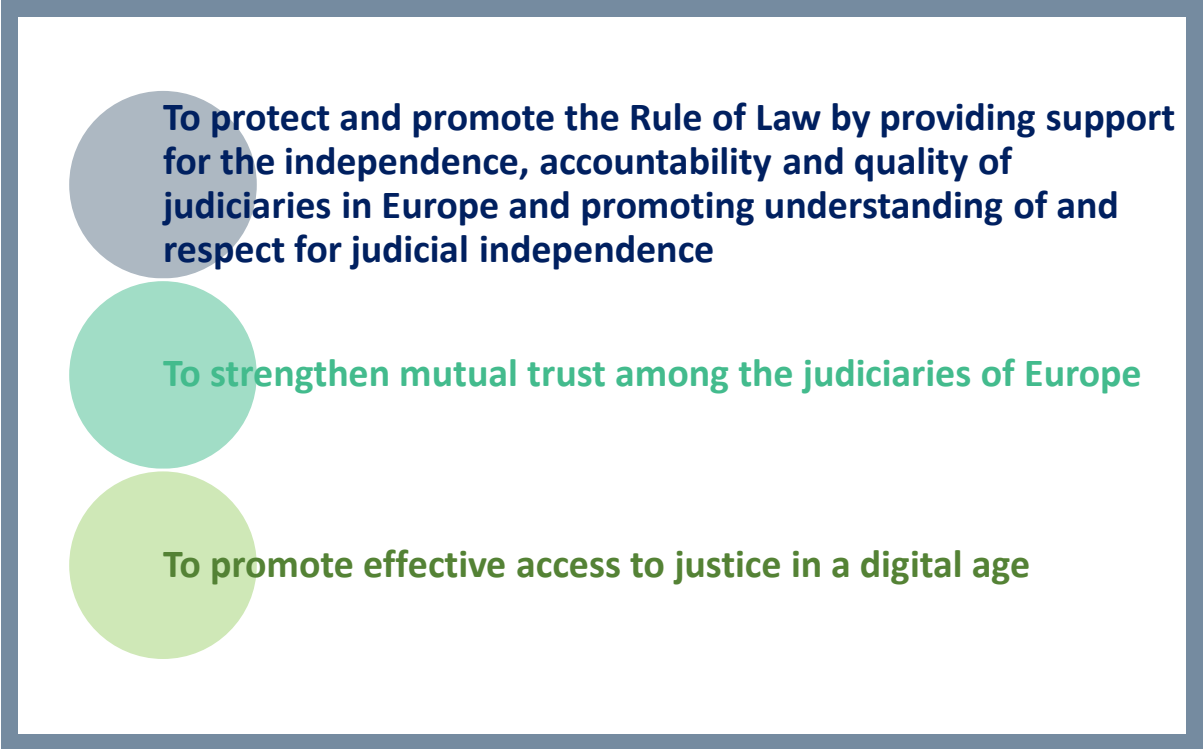 To protect and promote the Rule of Law by providing support
for the independence, accountability and quality of
judiciaries in Europe and promoting understanding of and
respect for judicial independence
To strengthen mutual trust among the judiciaries of Europe
To promote effective access to justice in a digital age